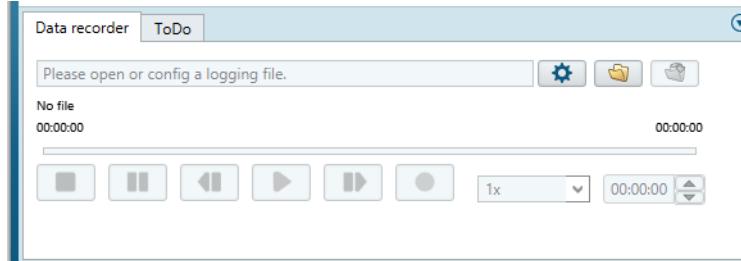 Data recorder ToDo
Please open or config a logging file.
No file
00:00:00 00:00:00
1x 00:00:00